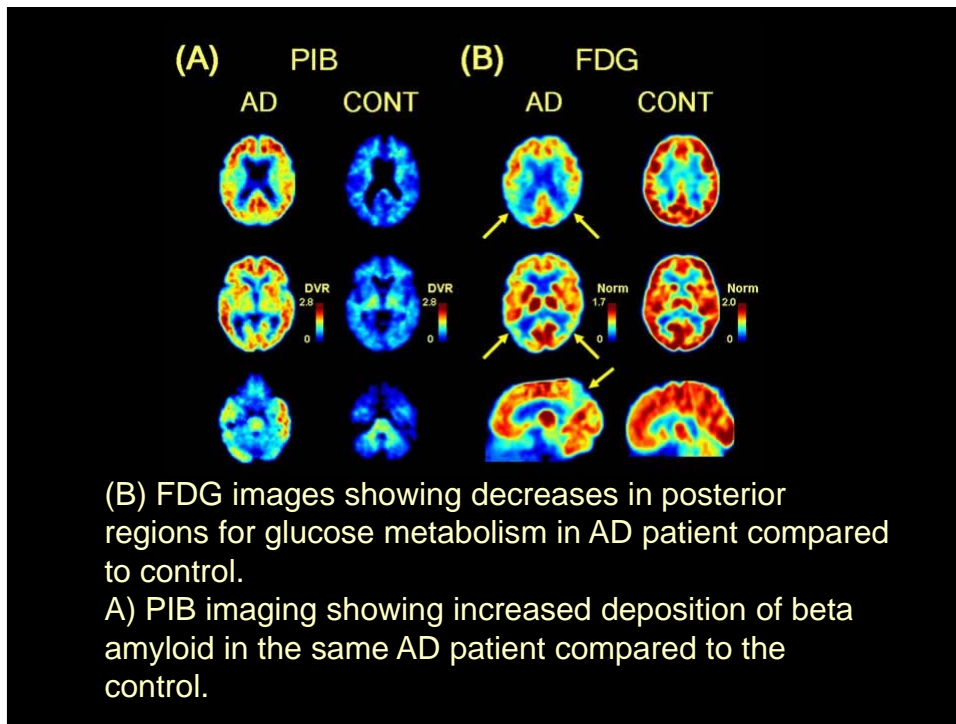 (A) PIB (B) FDG
AD CONT AD CONT
DVR DVR Norm Norm
2.8 2.8 1.7 2.0
0 0 0 0
(B) FDG images showing decreases in posterior
regions for glucose metabolism in AD patient compared
to control.
A) PIB imaging showing increased deposition of beta
amyloid in the same AD patient compared to the
control.